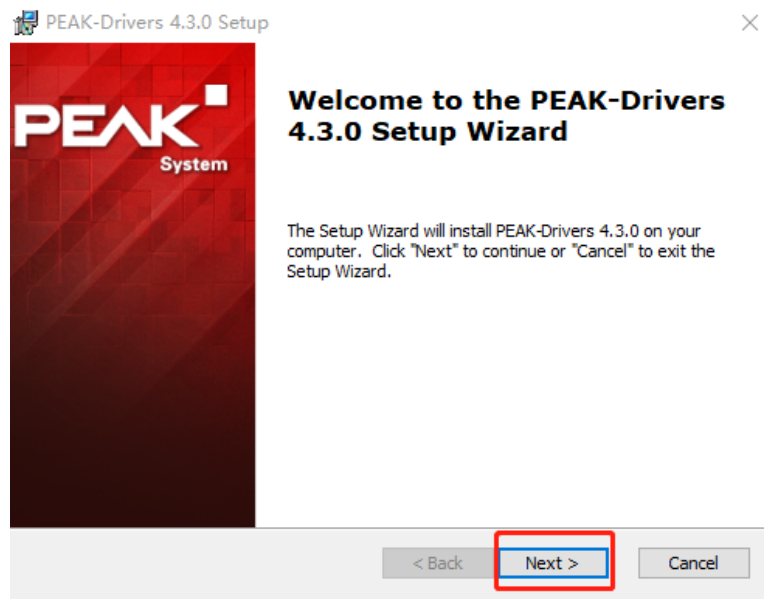 PEAK-Drivers 4.3.0 Setup
PEAK
System
Welcome to the PEAK-Drivers
4.3.0 Setup Wizard
The Setup Wizard will install PEAK-Drivers 4.3.0 on your
computer.  Click "Next" to continue or "Cancel" to exit the
Setup Wizard.
< Back
Next >
Cancel